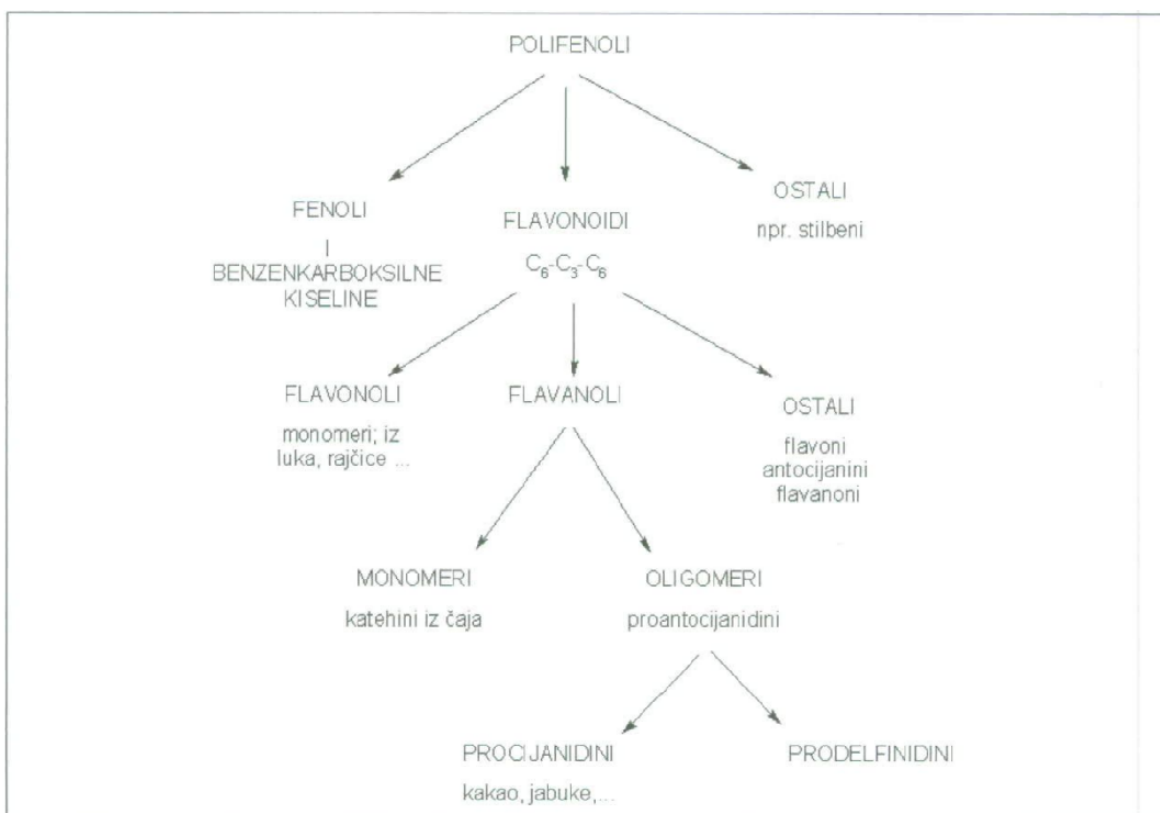 POLIFENOLI
FENOLI
BENZENKARBOKSILNE
KISELINE
FLAVONOIDI
C₆-C₃-C₆
OSTALI
npr. stilbeni
FLAVONOLI
monomeri; iz
luka, rajčice ...
FLAVANOLI
OSTALI
flavoni
antocijanini
flavanoni
MONOMERI
katehini iz čaja
OLIGOMERI
proantocijanidini
PROCIJANIDINI
kakao, jabuke,...
PRODELFINIDINI